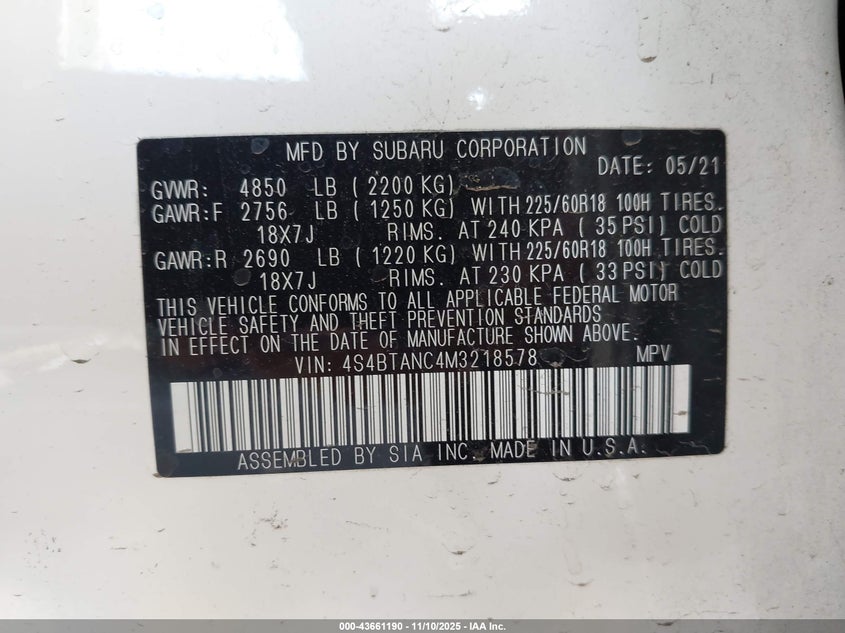 MFD BY SUBARU CORPORATION
DATE: 05/21
GVWR: 4850 LB ( 2200 KG)
GAWR:F 2756 LB ( 1250 KG) WITH 225/60R18 100H TIRES.
18X7J RIMS. AT 240 KPA ( 35 PSI) COLD
GAWR:R 2690 LB ( 1220 KG) WITH 225/60R18 100H TIRES.
18X7J RIMS. AT 230 KPA ( 33 PSI) COLD
THIS VEHICLE CONFORMS TO ALL APPLICABLE FEDERAL MOTOR
VEHICLE SAFETY AND THEFT PREVENTION STANDARDS
IN EFFECT ON THE DATE OF MANUFACTURE SHOWN ABOVE.
VIN: 4S4BTANC4M3218578 MPV
ASSEMBLED BY SIA INC. MADE IN U.S.A.
000-43661190 - 11/10/2025 - IAA Inc.